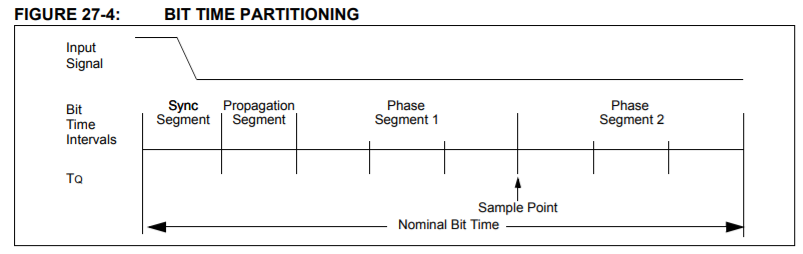 FIGURE 27-4: BIT TIME PARTITIONING
Input
Signal
Bit
Time
Intervals
Sync
Segment
Propagation
Segment
Phase
Segment 1
Phase
Segment 2
TQ
Sample Point
Nominal Bit Time